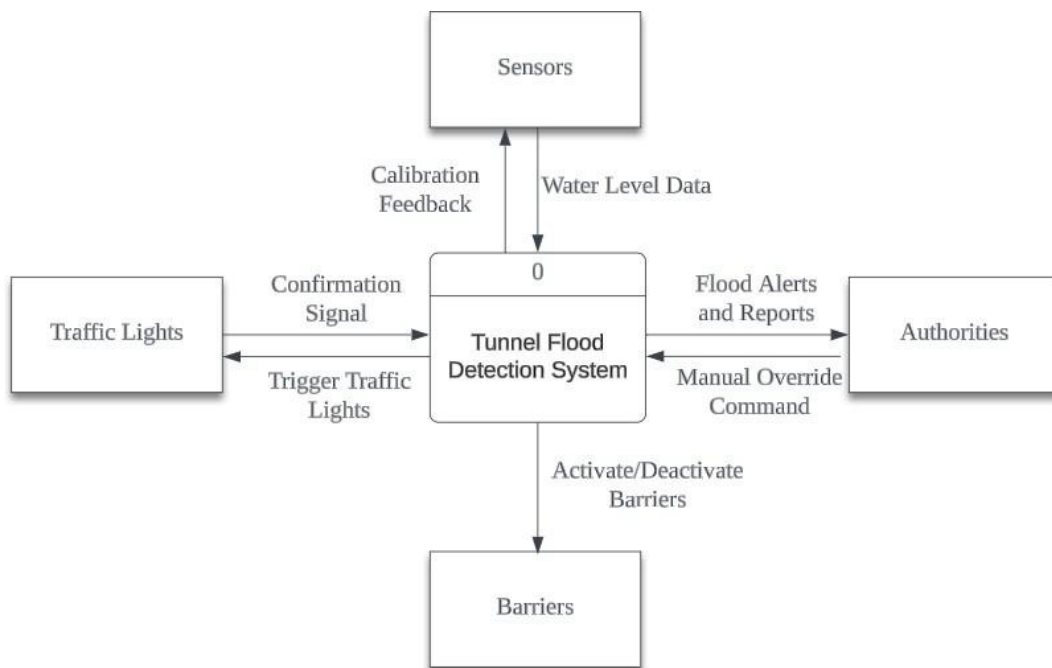 Sensors
Calibration
Feedback
Water Level Data
0
Tunnel Flood
Detection System
Traffic Lights
Confirmation
Signal
Trigger Traffic
Lights
Flood Alerts
and Reports
Manual Override
Command
Authorities
Activate/Deactivate
Barriers
Barriers